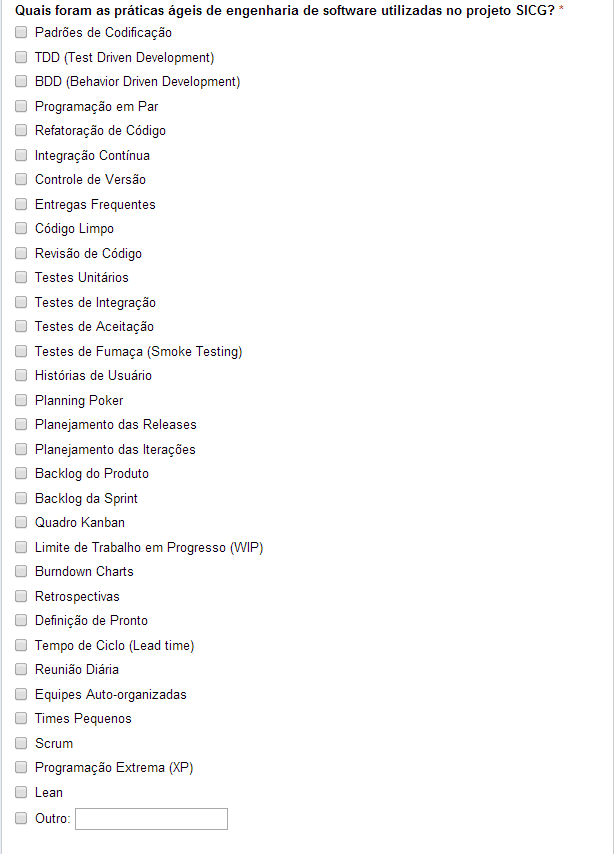 Quais foram as práticas ágeis de engenharia de software utilizadas no projeto SICG? *
Padrões de Codificação
TDD (Test Driven Development)
BDD (Behavior Driven Development)
Programação em Par
Refatoração de Código
Integração Contínua
Controle de Versão
Entregas Frequentes
Código Limpo
Revisão de Código
Testes Unitários
Testes de Integração
Testes de Aceitação
Testes de Fumaça (Smoke Testing)
Histórias de Usuário
Planning Poker
Planejamento das Releases
Planejamento das Iterações
Backlog do Produto
Backlog da Sprint
Quadro Kanban
Limite de Trabalho em Progresso (WIP)
Burndown Charts
Retrospectivas
Definição de Pronto
Tempo de Ciclo (Lead time)
Reunião Diária
Equipes Auto-organizadas
Times Pequenos
Scrum
Programação Extrema (XP)
Lean
Outro: